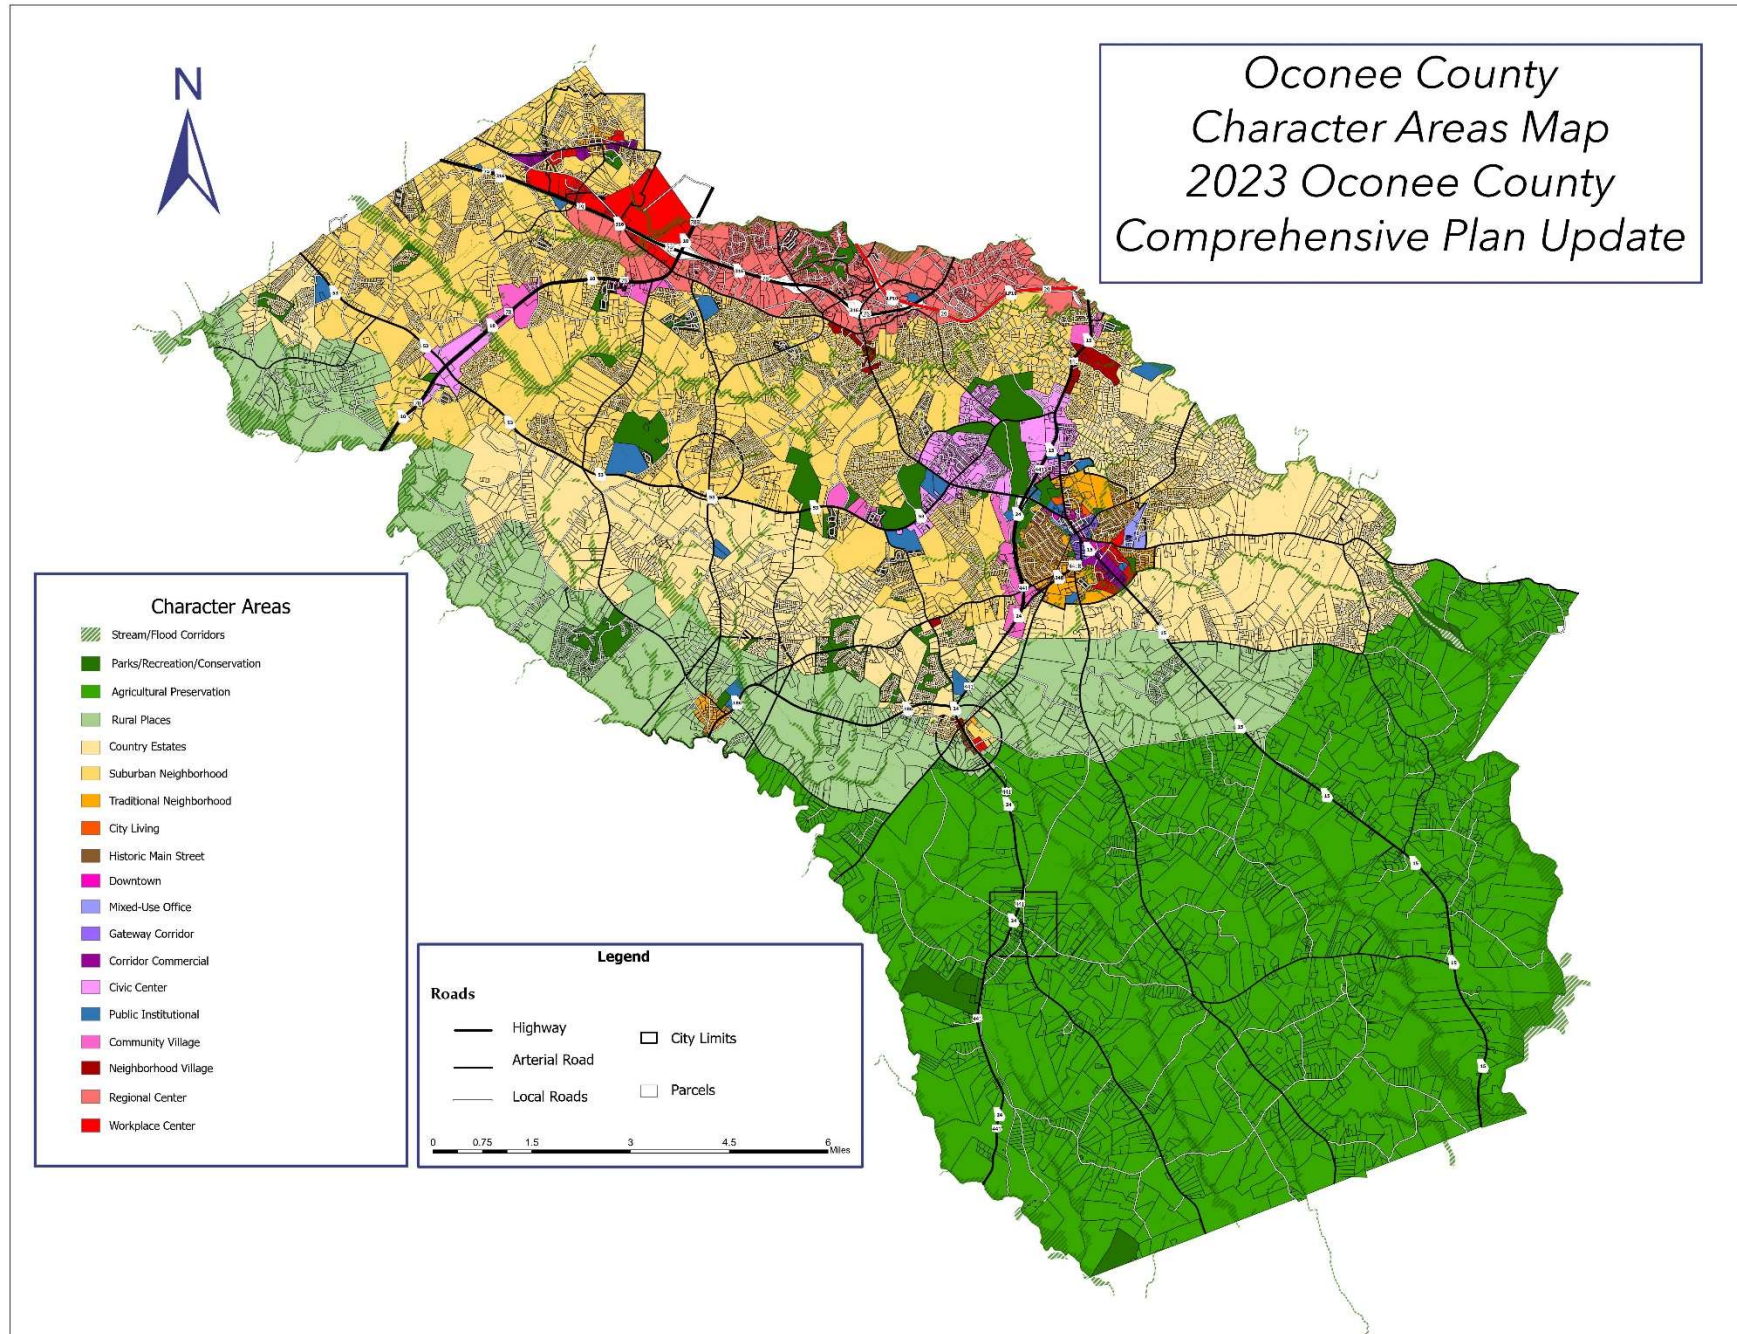 N
Oconee County
Character Areas Map
2023 Oconee County
Comprehensive Plan Update
Character Areas
Stream/Flood Corridors
Parks/Recreation/Conservation
Agricultural Preservation
Rural Places
Country Estates
Suburban Neighborhood
Traditional Neighborhood
City Living
Historic Main Street
Downtown
Mixed-Use Office
Gateway Corridor
Corridor Commercial
Civic Center
Public Institutional
Community Village
Neighborhood Village
Regional Center
Workplace Center
Legend
Roads
Highway
Arterial Road
Local Roads
City Limits
Parcels
0 0.75 1.5 3 4.5 6
Miles